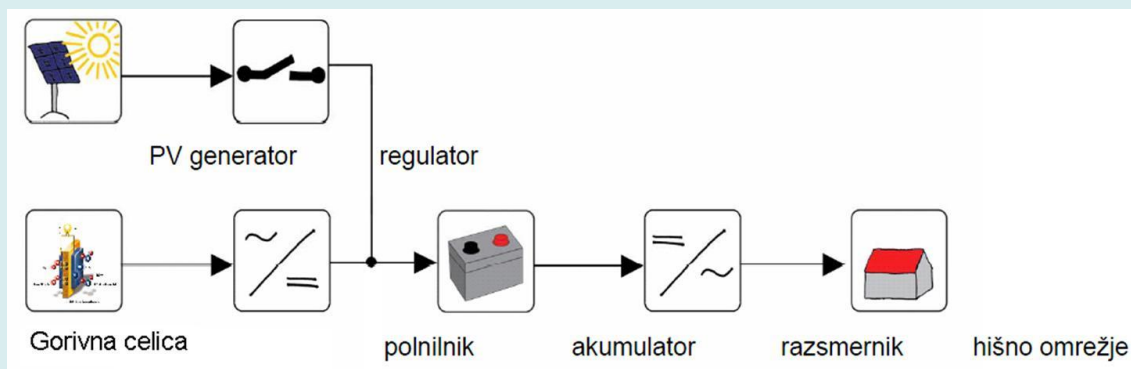 PV generator regulator
Gorivna celica polnilnik akumulator razsmernik hišno omrežje